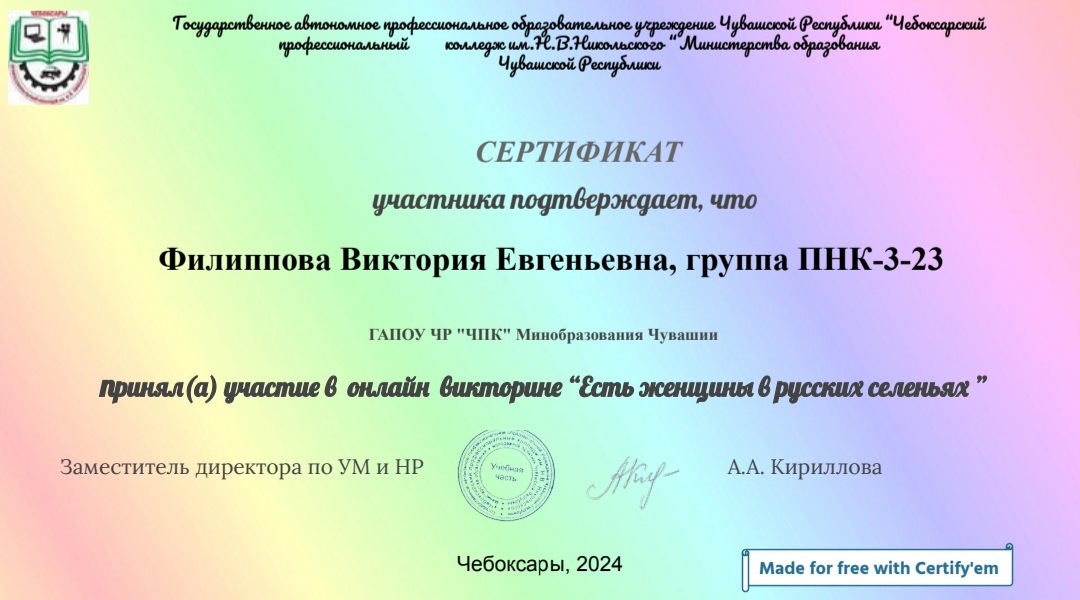 ЧЕБОКСАРЫ
Государственное автономное профессиональное образовательное учреждение Чувашской Республики “Чебоксарский
профессиональный колледж им.Н.В.Никольского “ Министерства образования
Чувашской Республики
СЕРТИФИКАТ
участника подтверждает, что
Филиппова Виктория Евгеньевна, группа ПНК-3-23
ГАПОУ ЧР "ЧПК" Минобразования Чувашии
принял(а) участие в онлайн викторине “Есть женщины в русских селеньях ”
Заместитель директора по УМ и НР
Учебная
часть
А.А. Кириллова
Чебоксары, 2024
Made for free with Certify'em